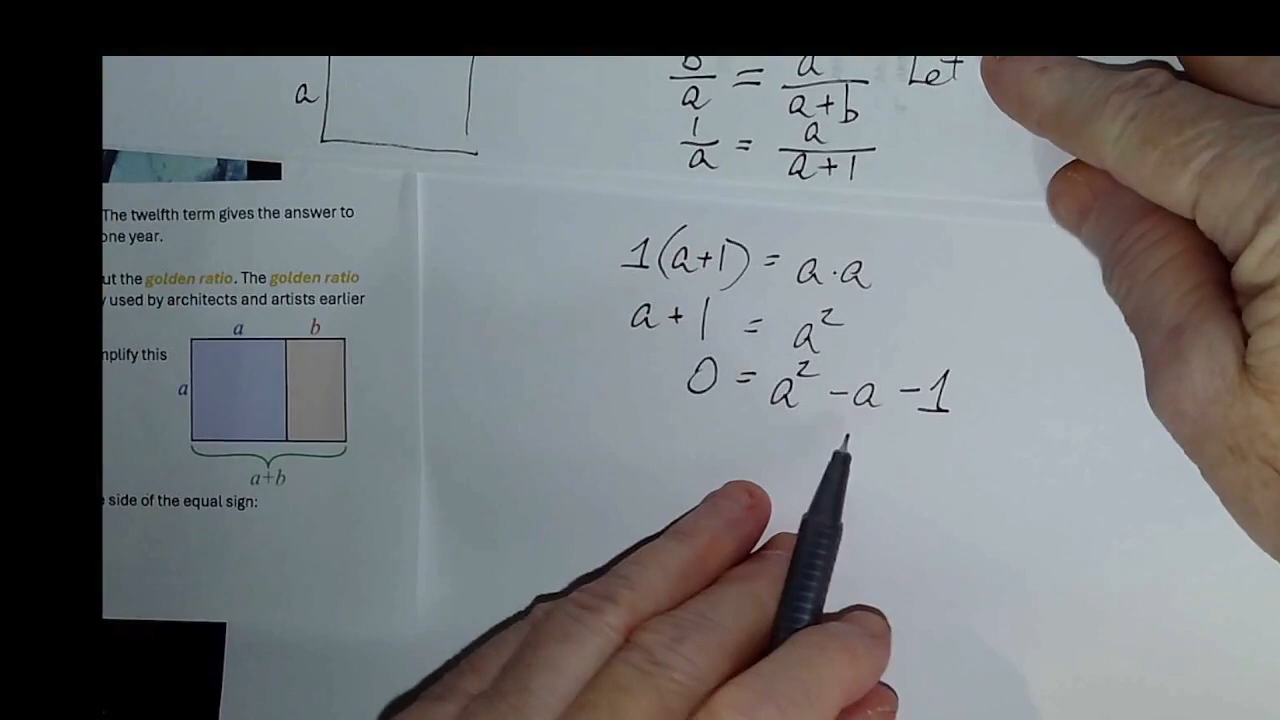 a
b/a = a/(a+b) Let
1/a = a/(a+1)
The twelfth term gives the answer to
one year.
ut the golden ratio. The golden ratio
used by architects and artists earlier
a b
mplify this
a
a+b
side of the equal sign:
1(a+1) = a·a
a + 1 = a²
0 = a² - a - 1